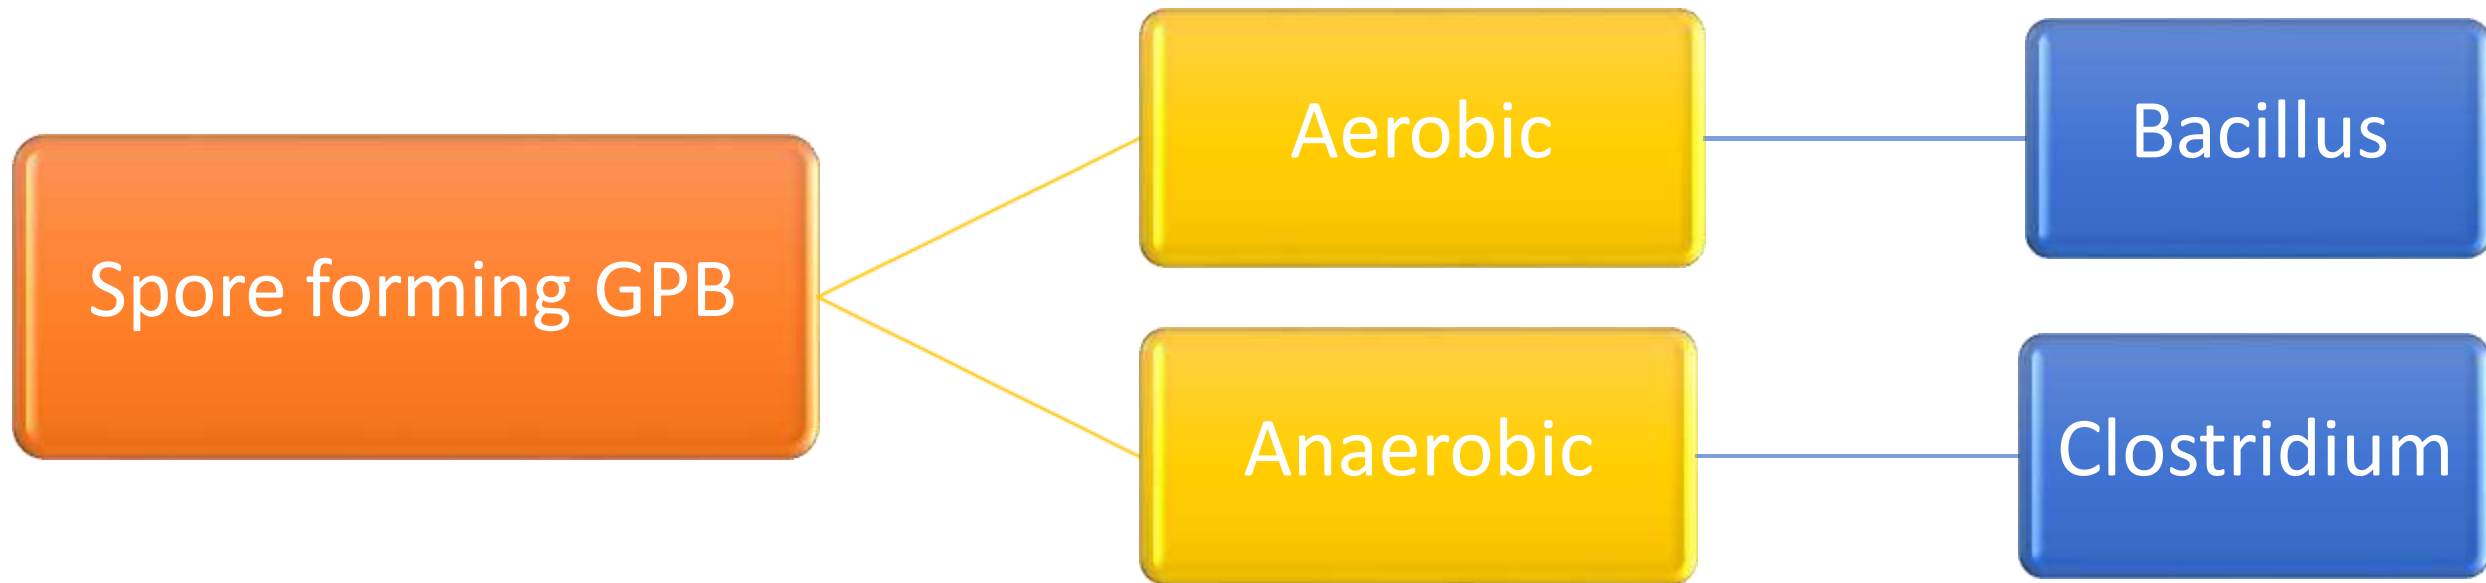 Spore forming GPB
Aerobic
Bacillus
Anaerobic
Clostridium